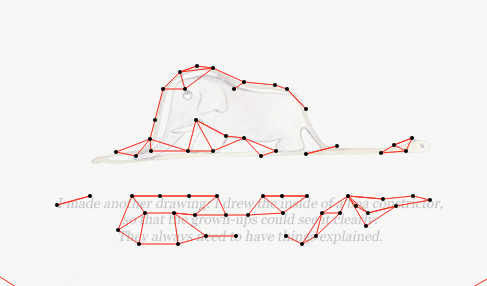 I made another drawing: I drew the inside of a boa constrictor,
so that the grown-ups could see it clearly.
They always need to have things explained.